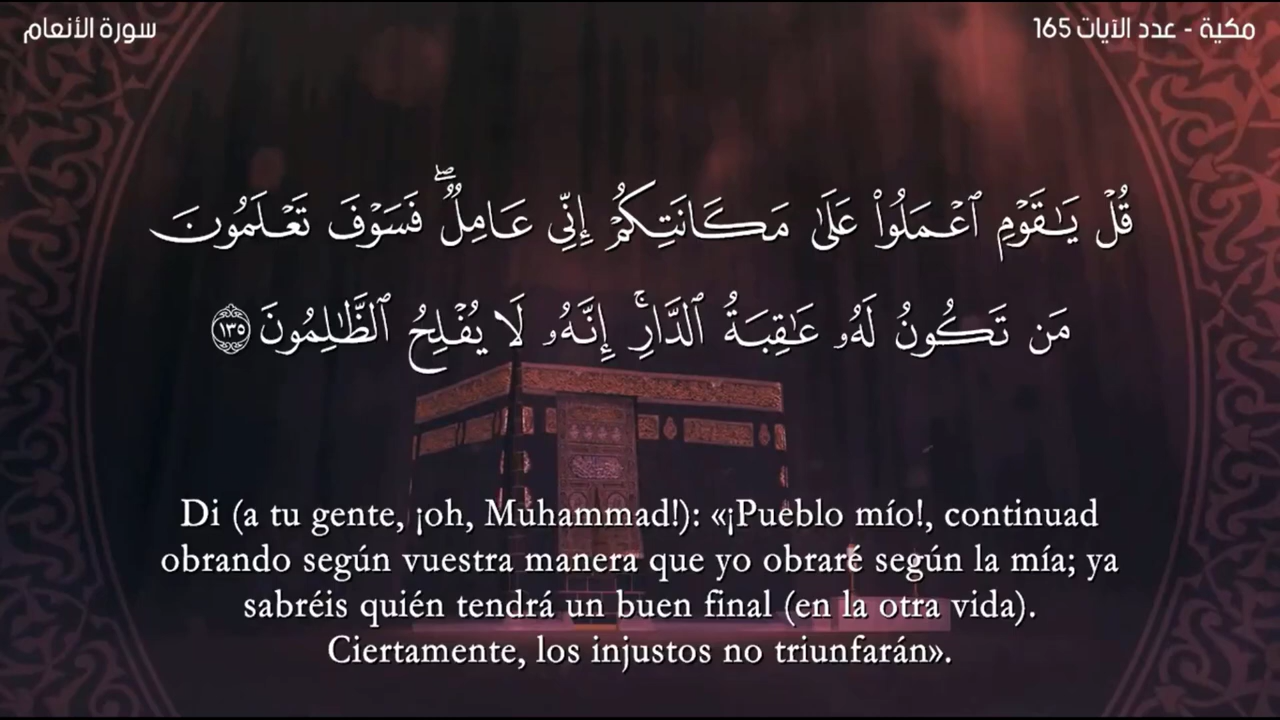 سورة الأنعام
مكية - عدد الآيات 165
قُلْ يَـٰقَوْمِ ٱعْمَلُوا۟ عَلَىٰ مَكَانَتِكُمْ إِنِّى عَامِلٌۭ ۖ فَسَوْفَ تَعْلَمُونَ
مَن تَكُونُ لَهُۥ عَـٰقِبَةُ ٱلدَّارِ ۚ إِنَّهُۥ لَا يُفْلِحُ ٱلظَّـٰلِمُونَ ١٣٥
Di (a tu gente, ¡oh, Muhammad!): «¡Pueblo mío!, continuad
obrando según vuestra manera que yo obraré según la mía; ya
sabréis quién tendrá un buen final (en la otra vida).
Ciertamente, los injustos no triunfarán».